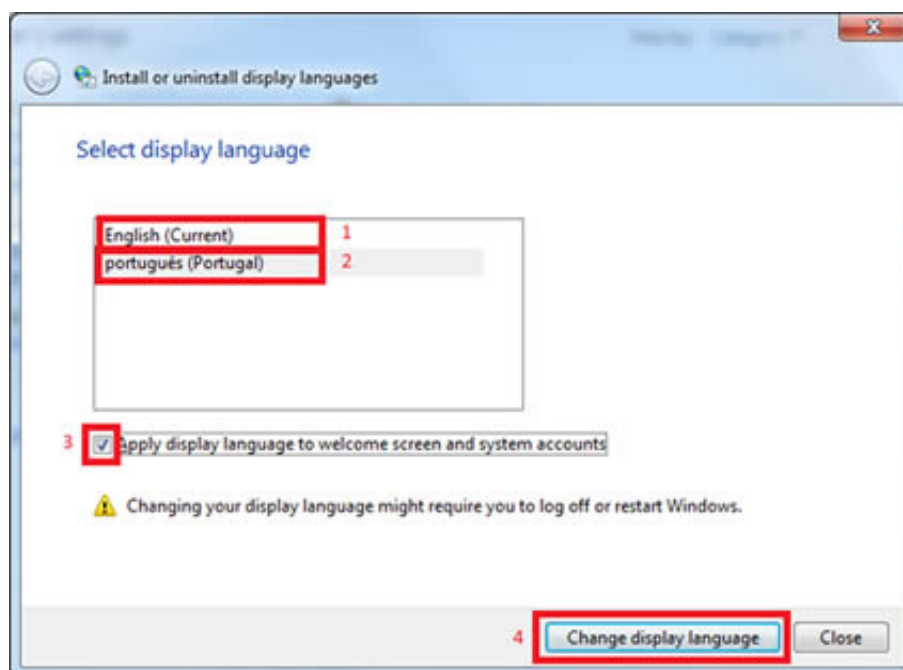 Install or uninstall display languages
Select display language
English (Current) 1
português (Portugal) 2
3 Apply display language to welcome screen and system accounts
Changing your display language might require you to log off or restart Windows.
4 Change display language Close